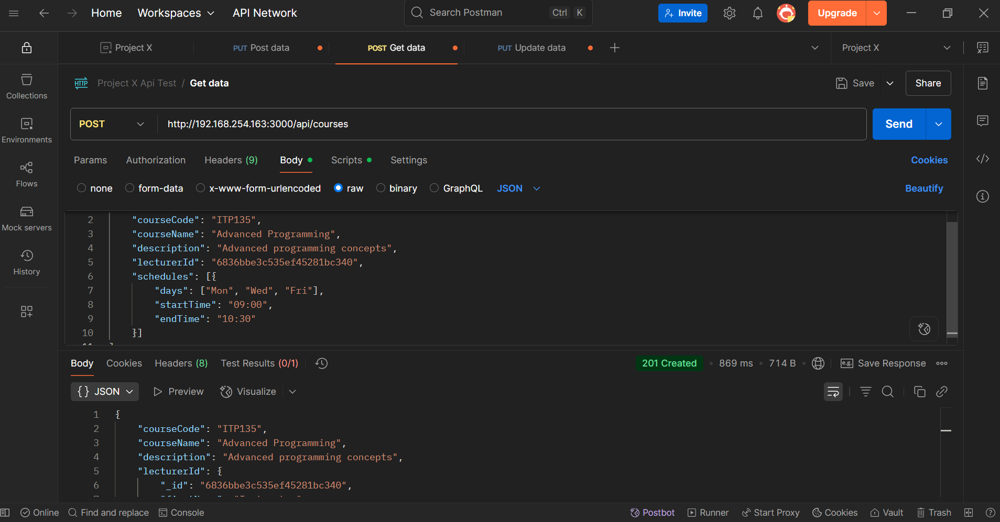 Home Workspaces API Network Search Postman Ctrl K Invite Upgrade
Project X PUT Post data POST Get data PUT Update data Project X
HTTP Project X Api Test / Get data Save Share
Collections
POST http://192.168.254.163:3000/api/courses Send
Environments
Params Authorization Headers (9) Body Scripts Settings Cookies
Flows
none form-data x-www-form-urlencoded raw binary GraphQL JSON Beautify
2 "courseCode": "ITP135",
Mock servers
3 "courseName": "Advanced Programming",
4 "description": "Advanced programming concepts",
5 "lecturerId": "6836bbe3c535ef45281bc340",
History
6 "schedules": [{
7 "days": ["Mon", "Wed", "Fri"],
8 "startTime": "09:00",
9 "endTime": "10:30"
10 }]
Body Cookies Headers (8) Test Results (0/1) 201 Created 869 ms 714 B e.g. Save Response
{} JSON Preview Visualize
1 {
2 "courseCode": "ITP135",
3 "courseName": "Advanced Programming",
4 "description": "Advanced programming concepts",
5 "lecturerId": {
6 "_id": "6836bbe3c535ef45281bc340",
Online Find and replace Console Postbot Runner Start Proxy Cookies Vault Trash